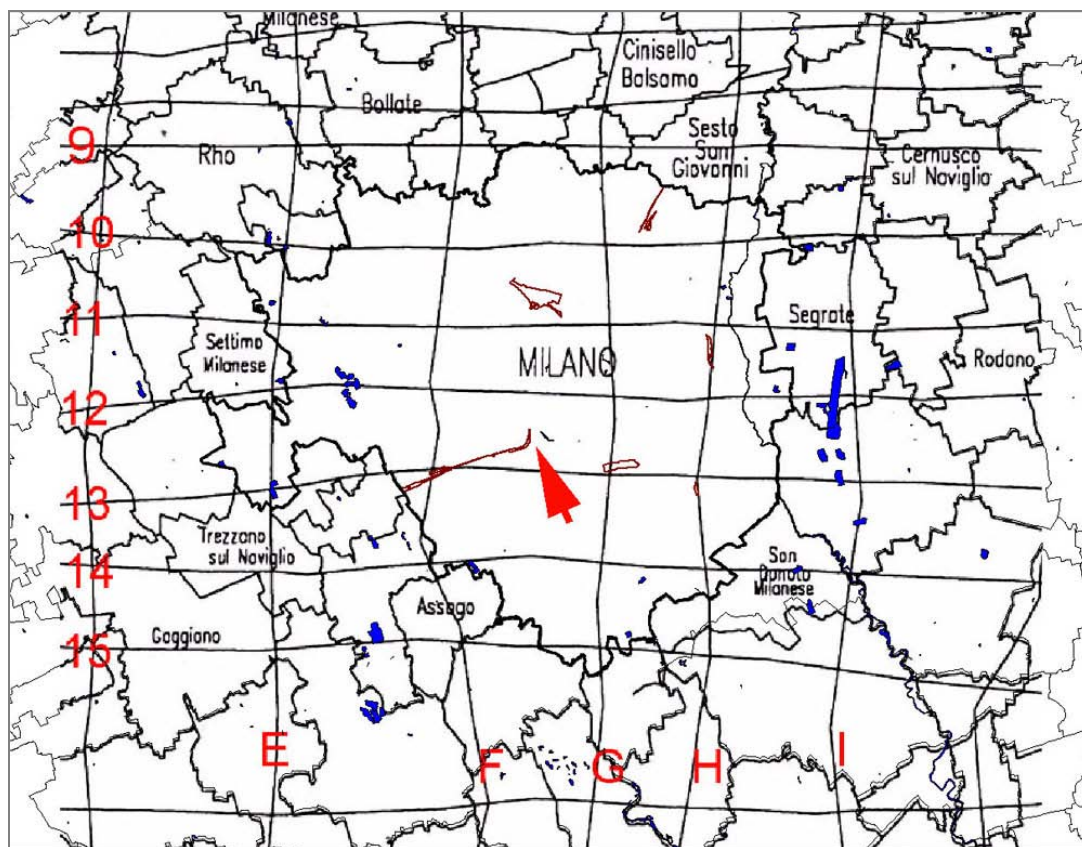 Milanese
Cinisello
Balsamo
Bollate
9
Rho
Sesto
San
Giovanni
Cernusco
sul Naviglio
10
11
Segrate
Settimo
Milanese
MILANO
Rodano
12
13
Trezzano
sul Naviglio
14
San
Donato
Milanese
Assago
15
Gaggiano
E
F
G
H
I